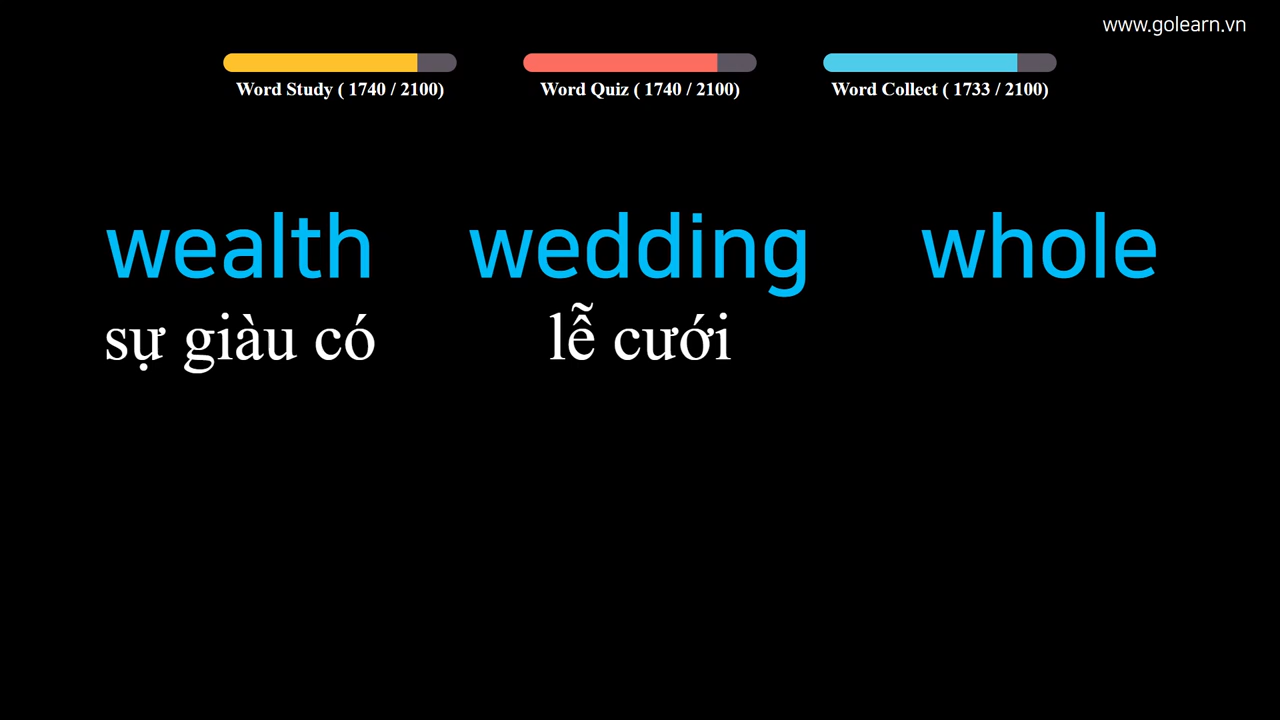 www.golearn.vn
Word Study ( 1740 / 2100) Word Quiz ( 1740 / 2100) Word Collect ( 1733 / 2100)
wealth wedding whole
sự giàu có lễ cưới